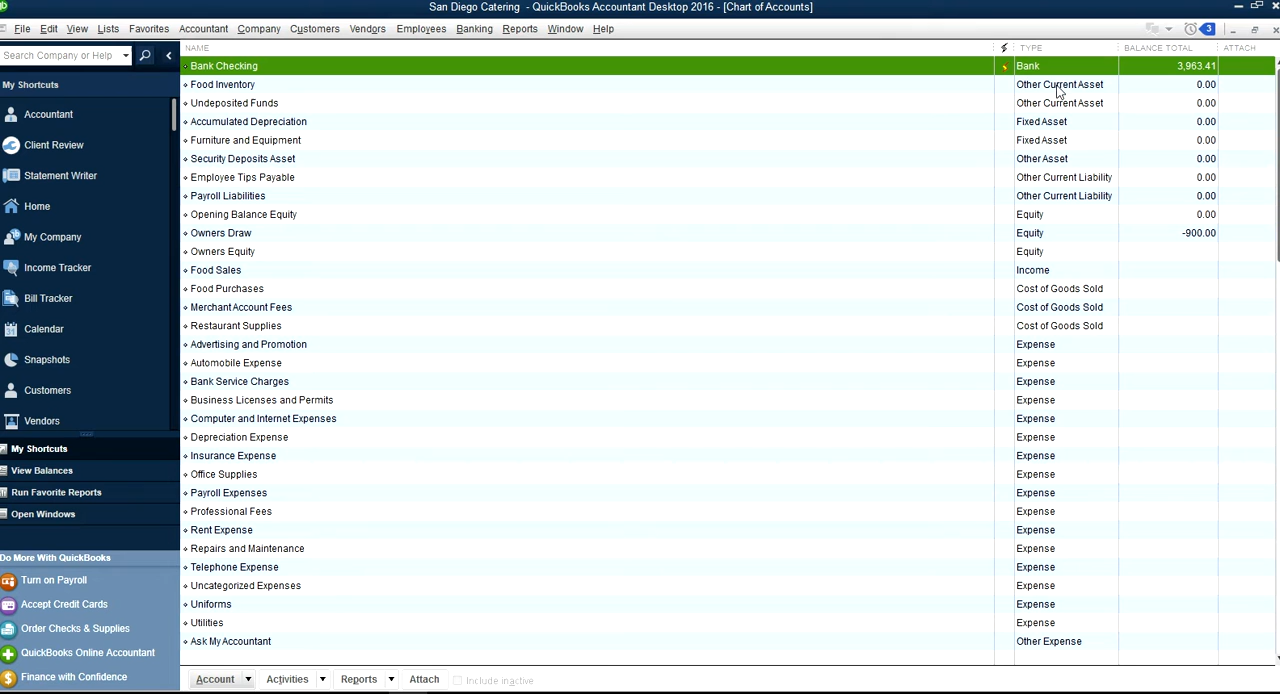 San Diego Catering - QuickBooks Accountant Desktop 2016 - [Chart of Accounts]
File Edit View Lists Favorites Accountant Company Customers Vendors Employees Banking Reports Window Help 3
Search Company or Help
My Shortcuts
Accountant
Client Review
Statement Writer
Home
My Company
Income Tracker
Bill Tracker
Calendar
Snapshots
Customers
Vendors
My Shortcuts
View Balances
Run Favorite Reports
Open Windows
Do More With QuickBooks
Turn on Payroll
Accept Credit Cards
Order Checks & Supplies
QuickBooks Online Accountant
Finance with Confidence
NAME TYPE BALANCE TOTAL ATTACH
Bank Checking Bank 3,963.41
Food Inventory Other Current Asset 0.00
Undeposited Funds Other Current Asset 0.00
Accumulated Depreciation Fixed Asset 0.00
Furniture and Equipment Fixed Asset 0.00
Security Deposits Asset Other Asset 0.00
Employee Tips Payable Other Current Liability 0.00
Payroll Liabilities Other Current Liability 0.00
Opening Balance Equity Equity 0.00
Owners Draw Equity -900.00
Owners Equity Equity
Food Sales Income
Food Purchases Cost of Goods Sold
Merchant Account Fees Cost of Goods Sold
Restaurant Supplies Cost of Goods Sold
Advertising and Promotion Expense
Automobile Expense Expense
Bank Service Charges Expense
Business Licenses and Permits Expense
Computer and Internet Expenses Expense
Depreciation Expense Expense
Insurance Expense Expense
Office Supplies Expense
Payroll Expenses Expense
Professional Fees Expense
Rent Expense Expense
Repairs and Maintenance Expense
Telephone Expense Expense
Uncategorized Expenses Expense
Uniforms Expense
Utilities Expense
Ask My Accountant Other Expense
Account Activities Reports Attach Include inactive